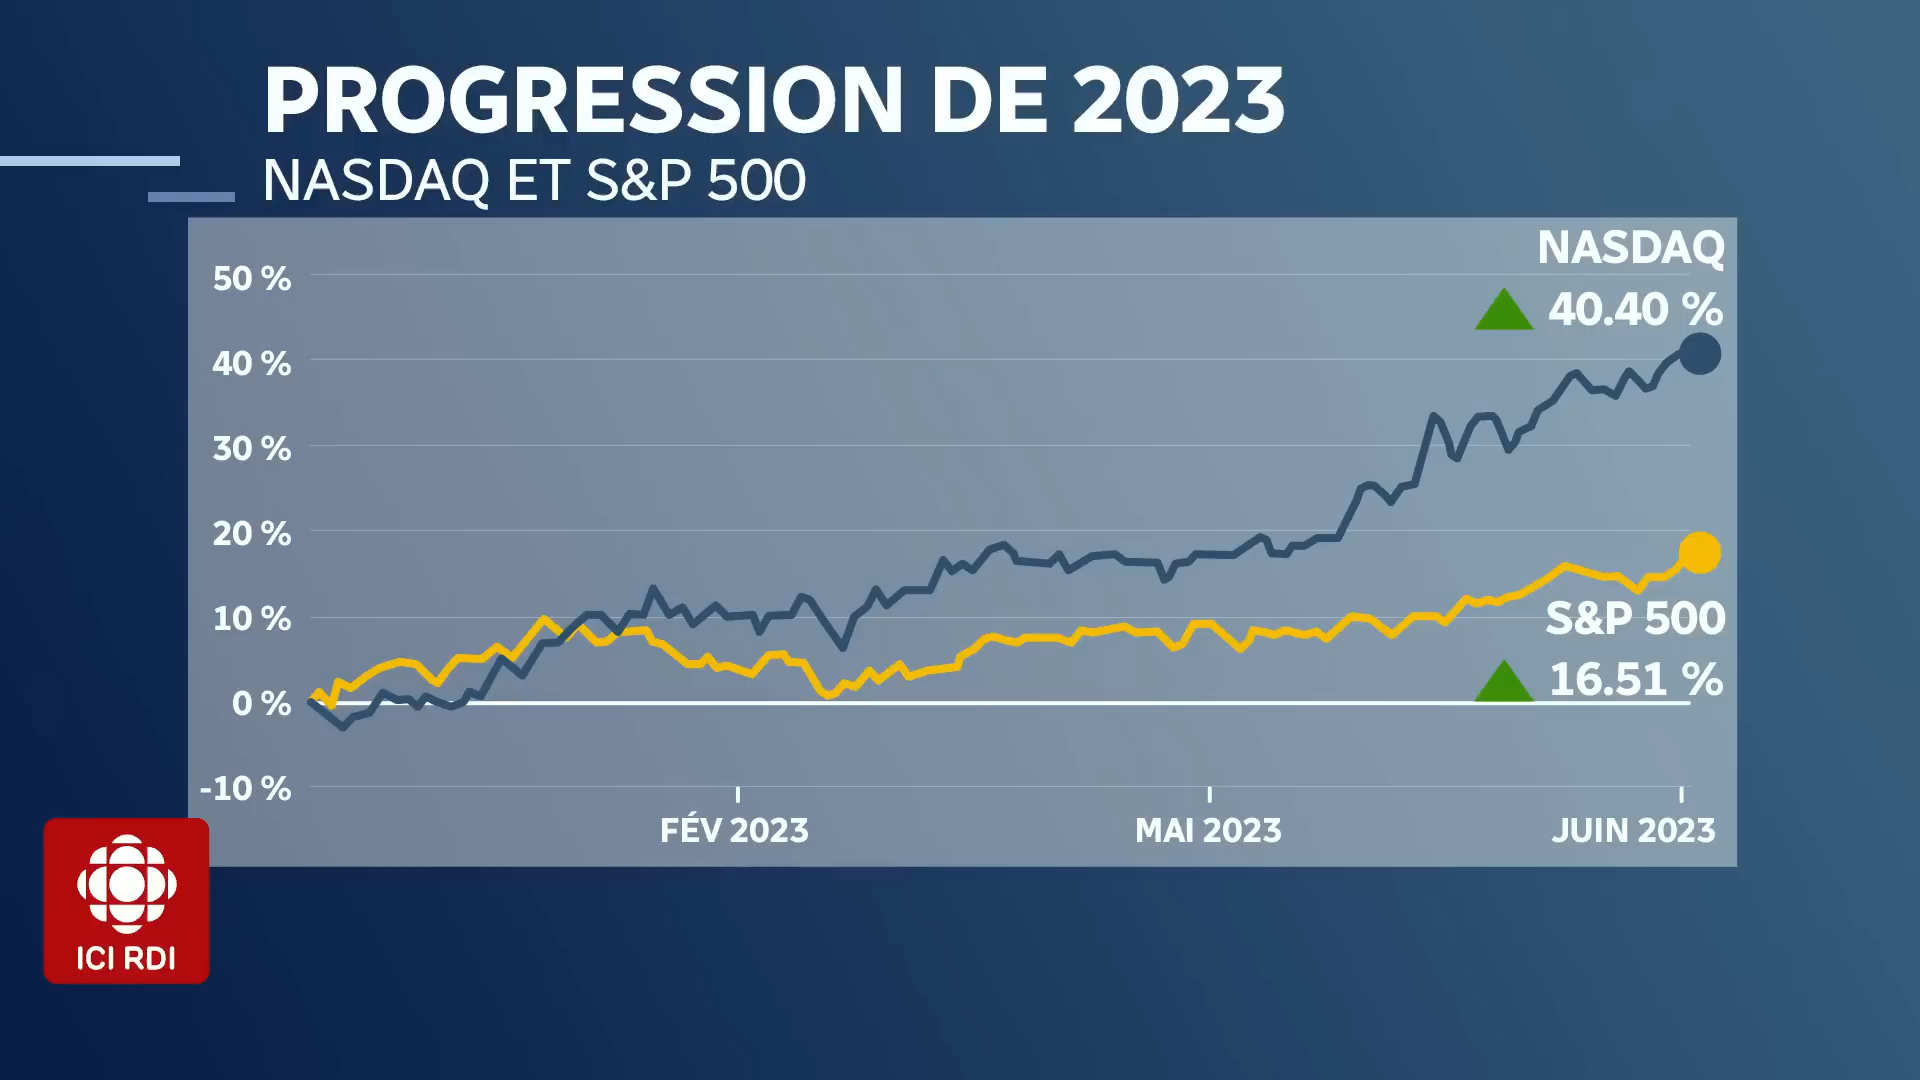 PROGRESSION DE 2023
NASDAQ ET S&P 500
NASDAQ
50 %
40.40 %
40 %
30 %
20 %
10 %
S&P 500
16.51 %
0 %
-10 %
FÉV 2023
MAI 2023
JUIN 2023
ICI RDI